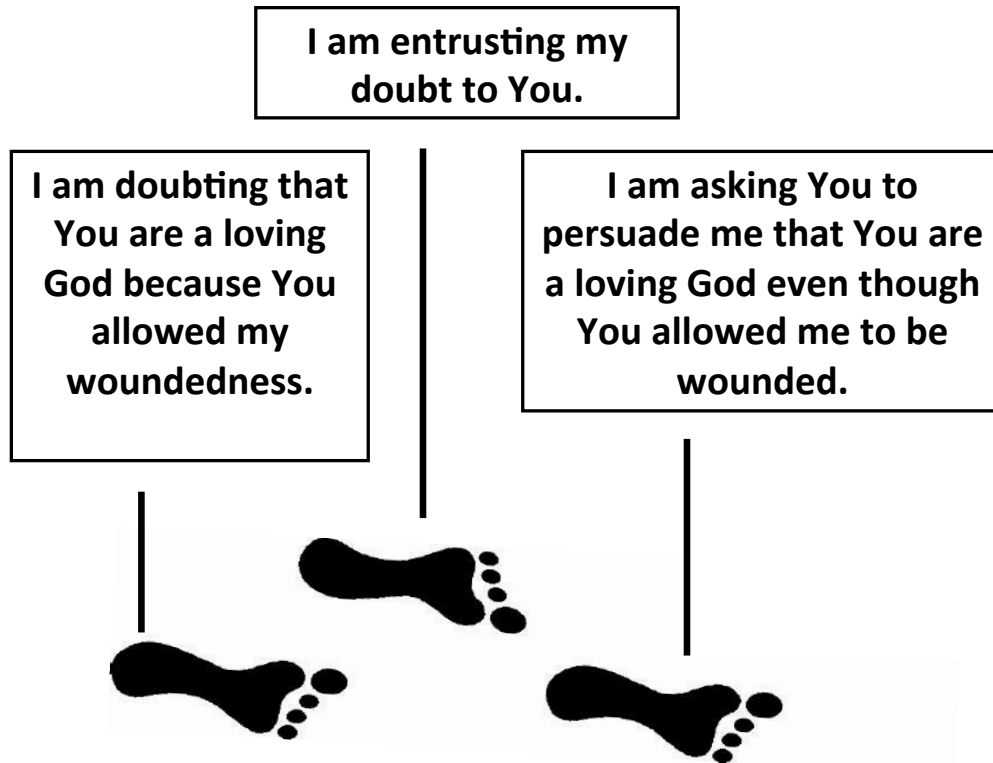 I am entrusting my
doubt to You.
I am doubting that
You are a loving
God because You
allowed my
woundedness.
I am asking You to
persuade me that You are
a loving God even though
You allowed me to be
wounded.